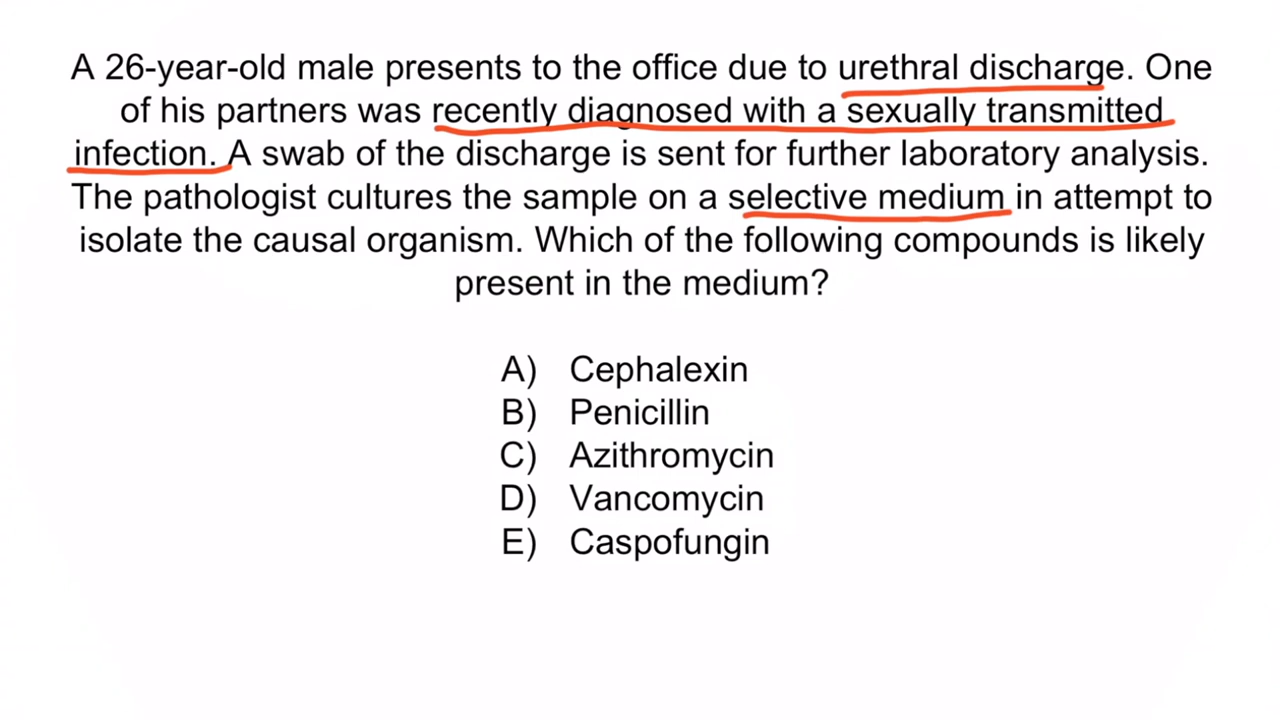 A 26-year-old male presents to the office due to urethral discharge. One
of his partners was recently diagnosed with a sexually transmitted
infection. A swab of the discharge is sent for further laboratory analysis.
The pathologist cultures the sample on a selective medium in attempt to
isolate the causal organism. Which of the following compounds is likely
present in the medium?
A) Cephalexin
B) Penicillin
C) Azithromycin
D) Vancomycin
E) Caspofungin